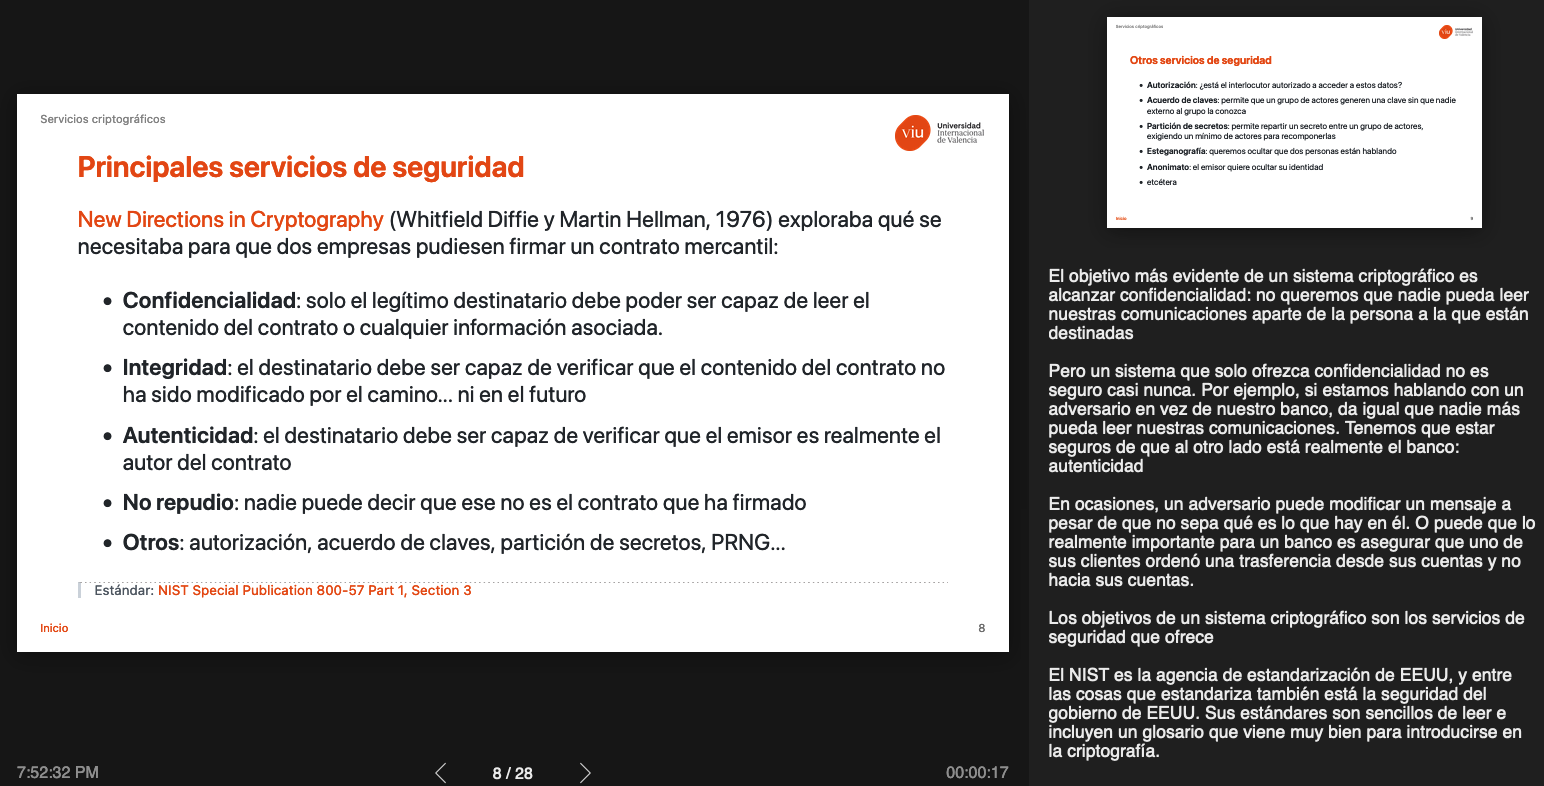 Servicios criptográficos
viu
Universidad
Internacional
de Valencia
Principales servicios de seguridad
New Directions in Cryptography (Whitfield Diffie y Martin Hellman, 1976) exploraba qué se
necesitaba para que dos empresas pudiesen firmar un contrato mercantil:
• Confidencialidad: solo el legítimo destinatario debe poder ser capaz de leer el
contenido del contrato o cualquier información asociada.
• Integridad: el destinatario debe ser capaz de verificar que el contenido del contrato no
ha sido modificado por el camino... ni en el futuro
• Autenticidad: el destinatario debe ser capaz de verificar que el emisor es realmente el
autor del contrato
• No repudio: nadie puede decir que ese no es el contrato que ha firmado
• Otros: autorización, acuerdo de claves, partición de secretos, PRNG...
Estándar: NIST Special Publication 800-57 Part 1, Section 3
Inicio
8
7:52:32 PM
8 / 28
00:00:17
Servicios criptográficos
viu
Universidad
Internacional
de Valencia
Otros servicios de seguridad
• Autorización: ¿está el interlocutor autorizado a acceder a estos datos?
• Acuerdo de claves: permite que un grupo de actores generen una clave sin que nadie
externo al grupo la conozca
• Partición de secretos: permite repartir un secreto entre un grupo de actores,
exigiendo un mínimo de actores para recomponerlas
• Esteganografía: queremos ocultar que dos personas están hablando
• Anonimato: el emisor quiere ocultar su identidad
• etcétera
Inicio
9
El objetivo más evidente de un sistema criptográfico es
alcanzar confidencialidad: no queremos que nadie pueda leer
nuestras comunicaciones aparte de la persona a la que están
destinadas
Pero un sistema que solo ofrezca confidencialidad no es
seguro casi nunca. Por ejemplo, si estamos hablando con un
adversario en vez de nuestro banco, da igual que nadie más
pueda leer nuestras comunicaciones. Tenemos que estar
seguros de que al otro lado está realmente el banco:
autenticidad
En ocasiones, un adversario puede modificar un mensaje a
pesar de que no sepa qué es lo que hay en él. O puede que lo
realmente importante para un banco es asegurar que uno de
sus clientes ordenó una trasferencia desde sus cuentas y no
hacia sus cuentas.
Los objetivos de un sistema criptográfico son los servicios de
seguridad que ofrece
El NIST es la agencia de estandarización de EEUU, y entre
las cosas que estandariza también está la seguridad del
gobierno de EEUU. Sus estándares son sencillos de leer e
incluyen un glosario que viene muy bien para introducirse en
la criptografía.